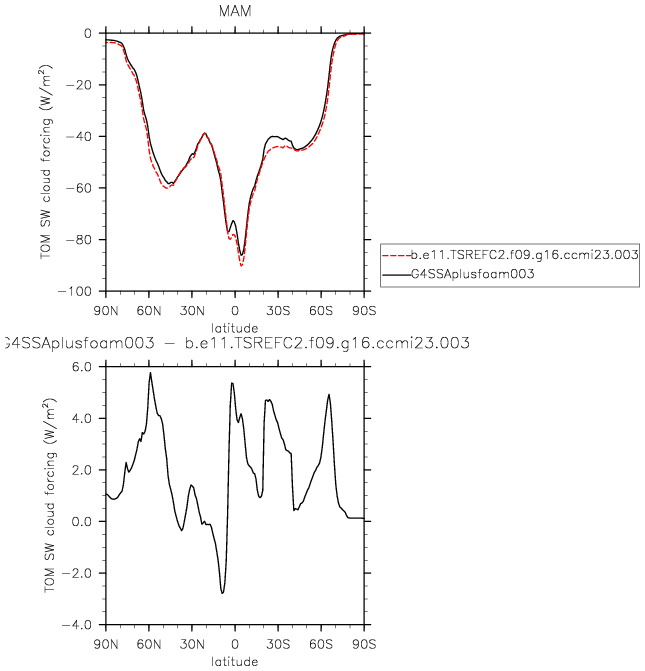 MAM
0
−20
−40
−60
−80
−100
TOM SW cloud forcing (W/m²)
90N 60N 30N 0 30S 60S 90S
latitude
b.e11.TSREFC2.f09.g16.ccmi23.003
G4SSAplusfoam003
G4SSAplusfoam003 − b.e11.TSREFC2.f09.g16.ccmi23.003
6.0
4.0
2.0
0.0
−2.0
−4.0
TOM SW cloud forcing (W/m²)
90N 60N 30N 0 30S 60S 90S
latitude